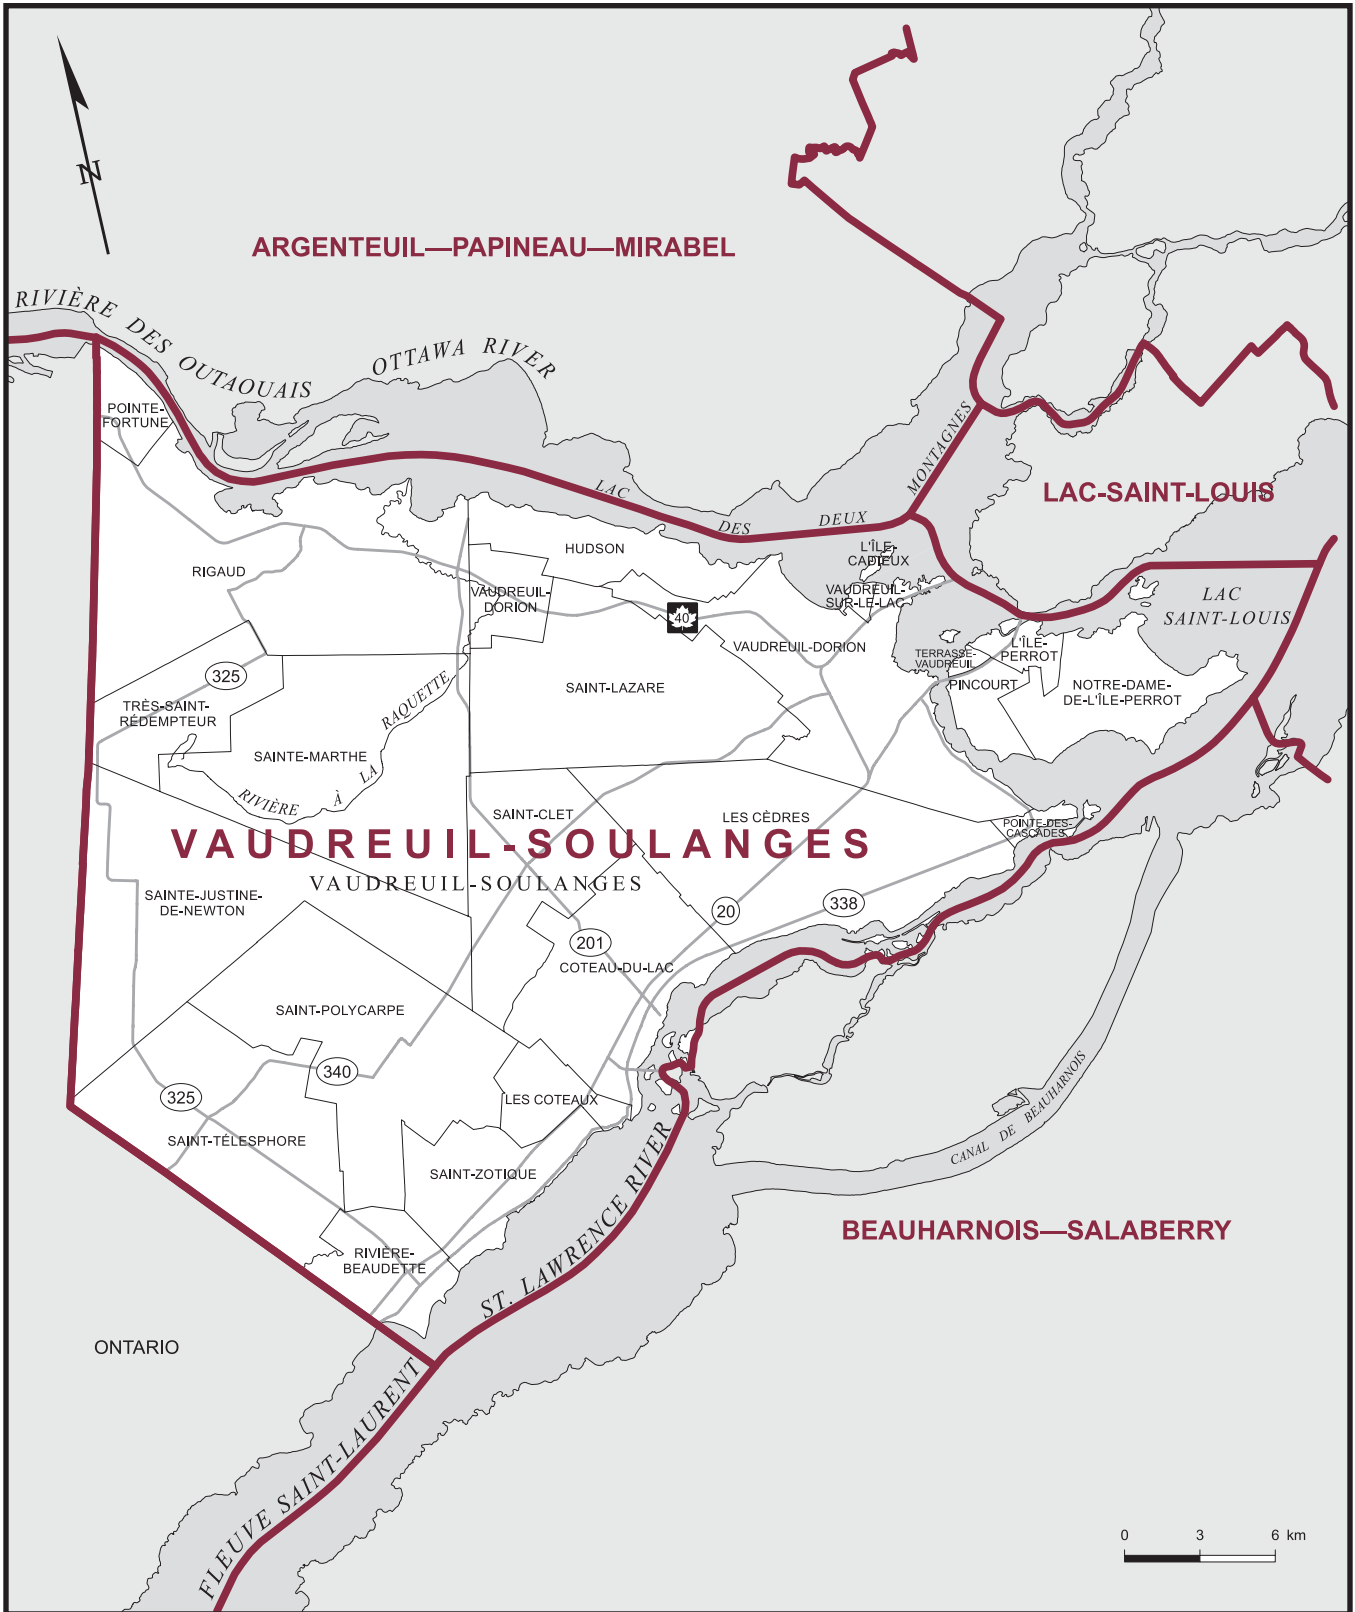 N
ARGENTEUIL—PAPINEAU—MIRABEL
RIVIÈRE DES OUTAOUAIS
OTTAWA RIVER
POINTE-
FORTUNE
LAC DES DEUX MONTAGNES
LAC-SAINT-LOUIS
HUDSON
L'ÎLE-
CADIEUX
RIGAUD
VAUDREUIL-
DORION
VAUDREUIL-
SUR-LE-LAC
LAC
SAINT-LOUIS
40
VAUDREUIL-DORION
TERRASSE-
VAUDREUIL
L'ÎLE-
PERROT
325
SAINT-LAZARE
PINCOURT
NOTRE-DAME-
DE-L'ÎLE-PERROT
TRÈS-SAINT-
RÉDEMPTEUR
SAINTE-MARTHE
RIVIÈRE À LA RAQUETTE
SAINT-CLET
LES CÈDRES
POINTE-DES-
CASCADES
VAUDREUIL-SOULANGES
VAUDREUIL-SOULANGES
SAINTE-JUSTINE-
DE-NEWTON
20
338
201
COTEAU-DU-LAC
SAINT-POLYCARPE
340
325
LES COTEAUX
CANAL DE BEAUHARNOIS
SAINT-TÉLESPHORE
SAINT-ZOTIQUE
BEAUHARNOIS—SALABERRY
RIVIÈRE-
BEAUDETTE
ST. LAWRENCE RIVER
ONTARIO
FLEUVE SAINT-LAURENT
0 3 6 km